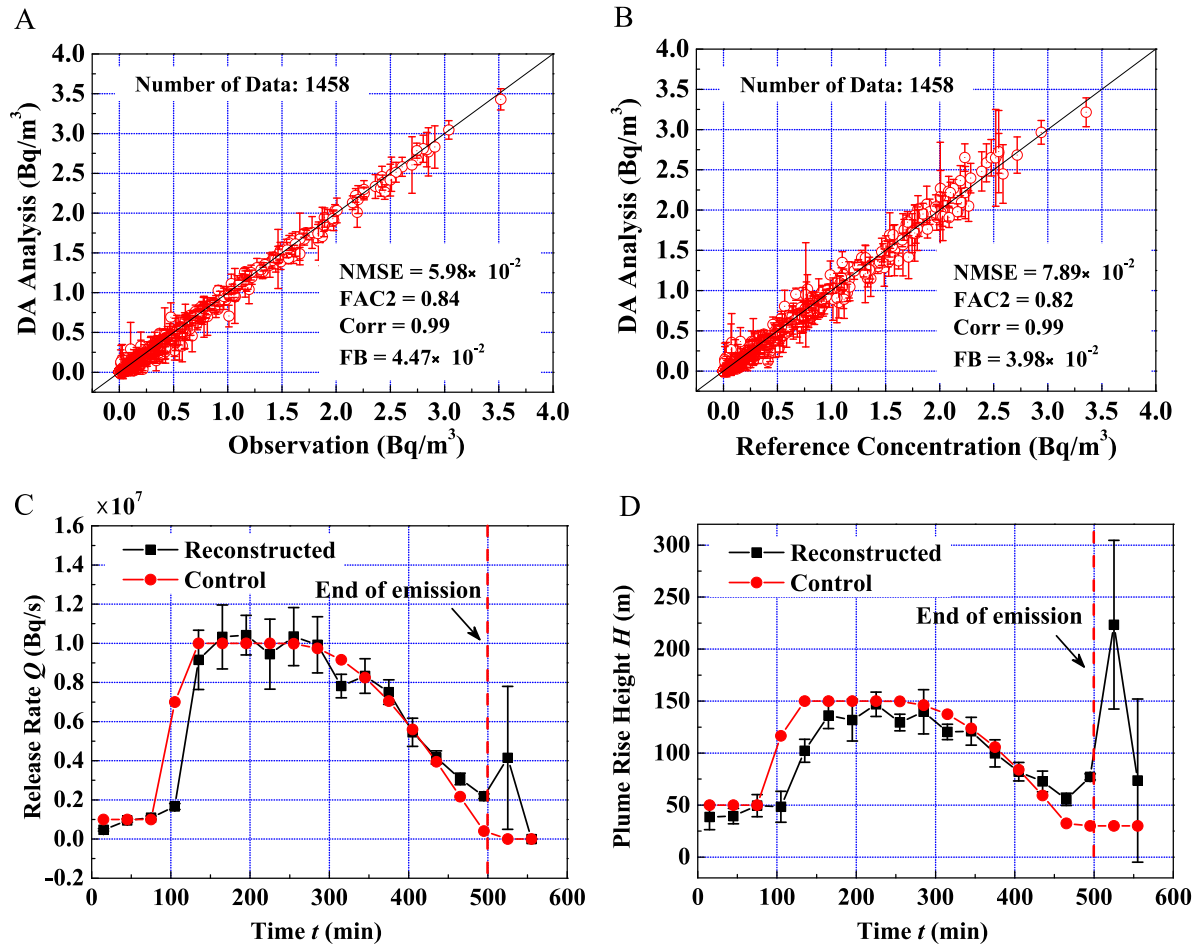 A
4.0
3.5
3.0
2.5
2.0
1.5
1.0
0.5
0.0
DA Analysis (Bq/m³)
Number of Data: 1458
NMSE = 5.98× 10⁻²
FAC2 = 0.84
Corr = 0.99
FB = 4.47× 10⁻²
0.0 0.5 1.0 1.5 2.0 2.5 3.0 3.5 4.0
Observation (Bq/m³)
B
4.0
3.5
3.0
2.5
2.0
1.5
1.0
0.5
0.0
DA Analysis (Bq/m³)
Number of Data: 1458
NMSE = 7.89× 10⁻²
FAC2 = 0.82
Corr = 0.99
FB = 3.98× 10⁻²
0.0 0.5 1.0 1.5 2.0 2.5 3.0 3.5 4.0
Reference Concentration (Bq/m³)
C
×10⁷
1.6
1.4
1.2
1.0
0.8
0.6
0.4
0.2
0.0
-0.2
Release Rate Q (Bq/s)
Reconstructed
Control
End of emission
0 100 200 300 400 500 600
Time t (min)
D
300
250
200
150
100
50
0
Plume Rise Height H (m)
Reconstructed
Control
End of emission
0 100 200 300 400 500 600
Time t (min)